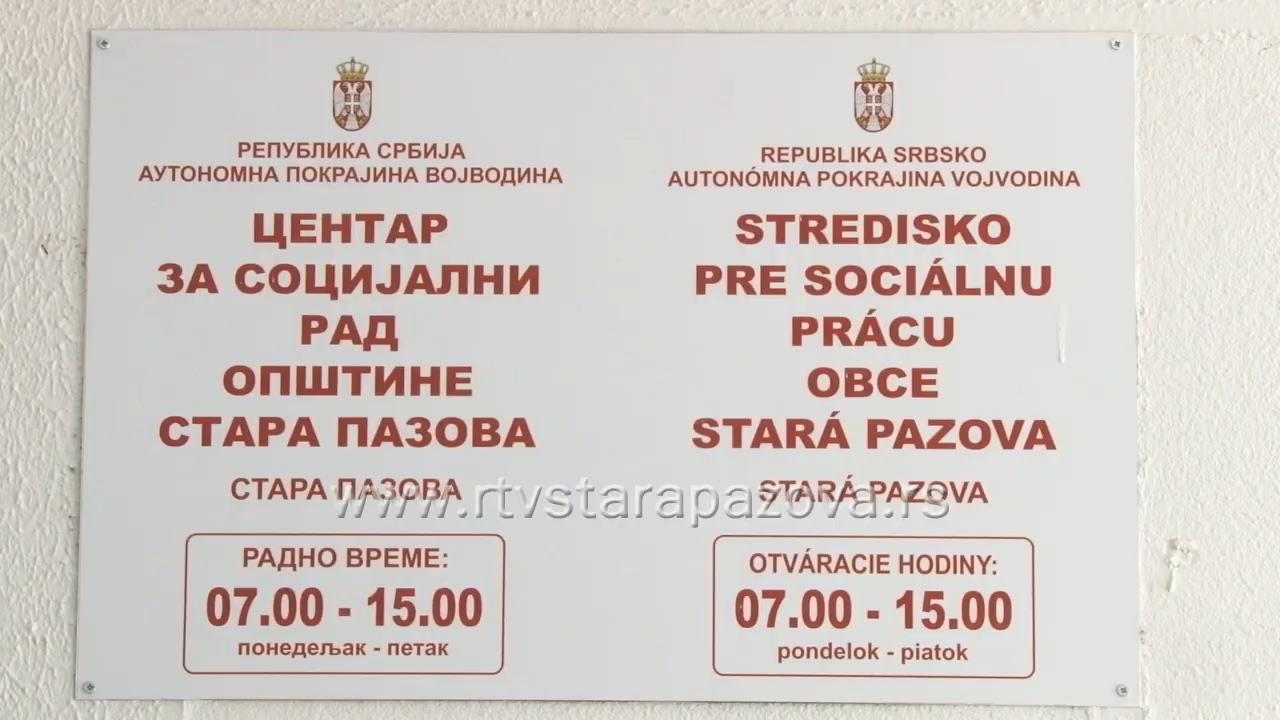 РЕПУБЛИКА СРБИЈА
АУТОНОМНА ПОКРАЈИНА ВОЈВОДИНА
ЦЕНТАР
ЗА СОЦИЈАЛНИ
РАД
ОПШТИНЕ
СТАРА ПАЗОВА
СТАРА ПАЗОВА
РАДНО ВРЕМЕ:
07.00 - 15.00
понедељак - петак
REPUBLIKA SRBSKO
AUTONÓMNA POKRAJINA VOJVODINA
STREDISKO
PRE SOCIÁLNU
PRÁCU
OBCE
STARÁ PAZOVA
STARÁ PAZOVA
OTVÁRACIE HODINY:
07.00 - 15.00
pondelok - piatok
www.rtvstarapazova.rs